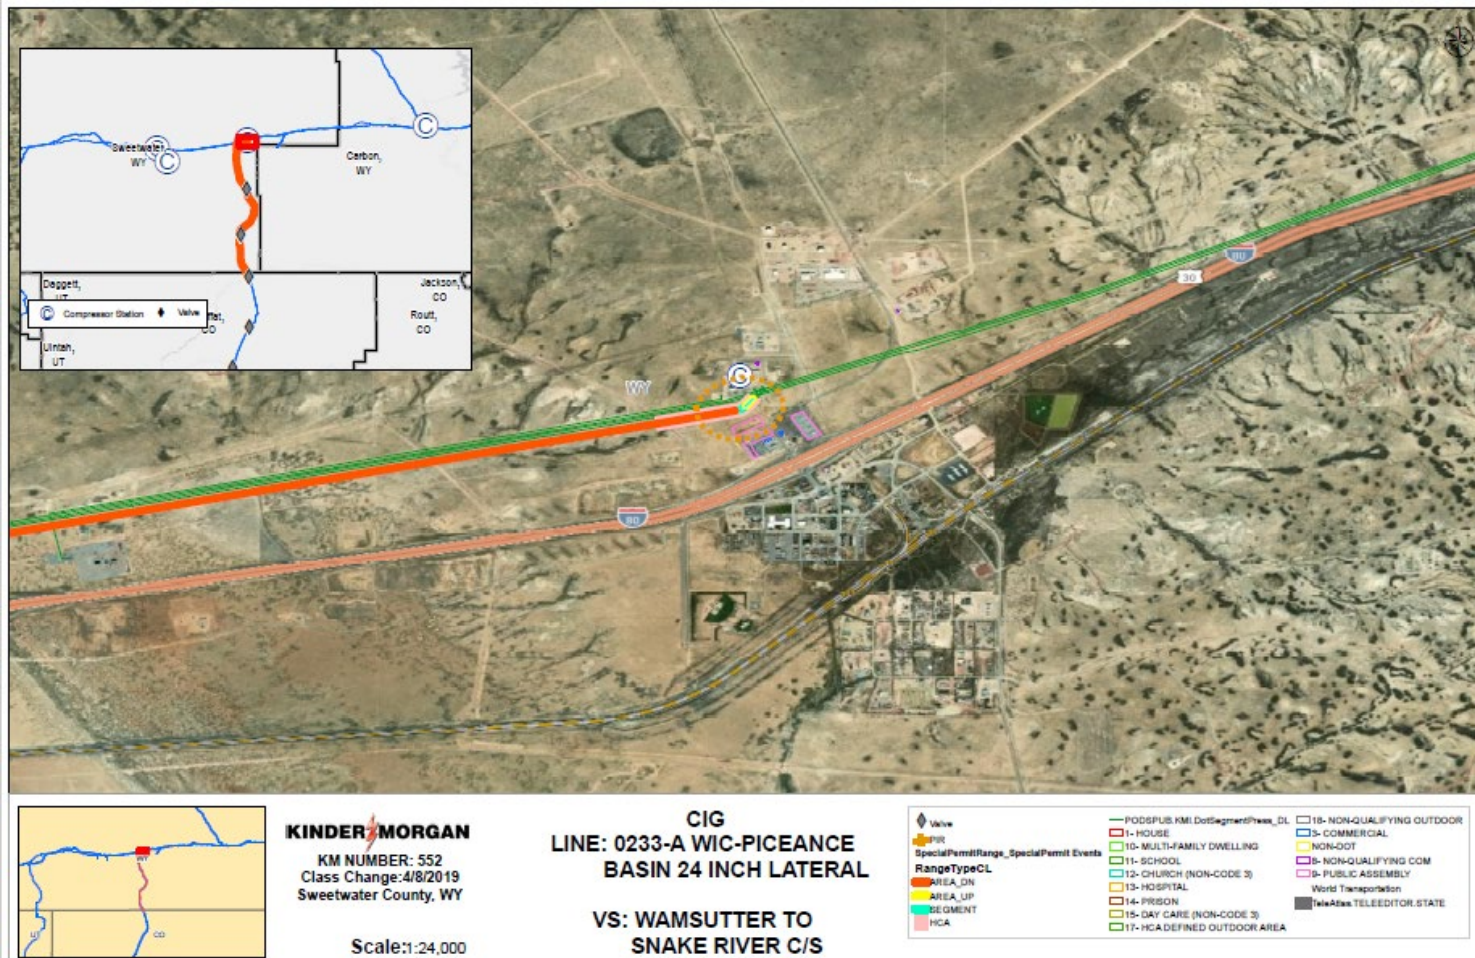 Sweetwater,
WY
Carbon,
WY
C
C
Daggett,
UT
Jackson,
CO
Compressor Station
Valve
CO
Routt,
CO
Uintah,
UT
WY
C
80
30
80
WY
UT
CO
KINDER MORGAN
KM NUMBER: 552
Class Change:4/8/2019
Sweetwater County, WY
Scale:1:24,000
CIG
LINE: 0233-A WIC-PICEANCE
BASIN 24 INCH LATERAL
VS: WAMSUTTER TO
SNAKE RIVER C/S
Valve
PIR
SpecialPermitRange_SpecialPermit Events
RangeTypeCL
AREA_DN
AREA_UP
SEGMENT
HCA
PODSPUB.KMI.DotSegmentPress_DL
1- HOUSE
10- MULTI-FAMILY DWELLING
11- SCHOOL
12- CHURCH (NON-CODE 3)
13- HOSPITAL
14- PRISON
15- DAY CARE (NON-CODE 3)
17- HCA DEFINED OUTDOOR AREA
18- NON-QUALIFYING OUTDOOR
3- COMMERCIAL
NON-DOT
8- NON-QUALIFYING COM
9- PUBLIC ASSEMBLY
World Transportation
TeleAtlas.TELEEDITOR.STATE